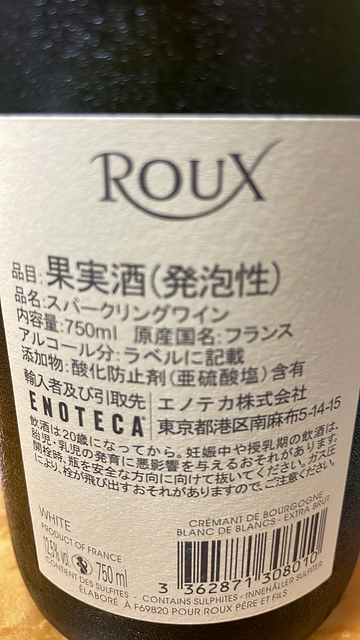 ROUX
品目:果実酒(発泡性)
品名:スパークリングワイン
内容量:750ml 原産国名:フランス
アルコール分:ラベルに記載
添加物:酸化防止剤(亜硫酸塩)含有
輸入者及び引取先 エノテカ株式会社
ENOTECA 東京都港区南麻布5-14-15
飲酒は20歳になってから。妊娠中や授乳期の飲酒は、
胎児・乳児の発育に悪影響を与えるおそれがあります。
開栓時、瓶を安全な方向に向けて抜いてください。ガス圧
により、栓が飛び出すおそれがありますので、ご注意ください。
CRÉMANT DE BOURGOGNE
BLANC DE BLANCS - EXTRA BRUT
WHITE
PRODUCT OF FRANCE
12,50% vol. 750 ml
3 362871 308010
CONTIENT DES SULFITES - CONTAINS SULPHITES - INNEHÅLLER SULFITER
ÉLABORÉ À F69820 POUR ROUX PÈRE ET FILS